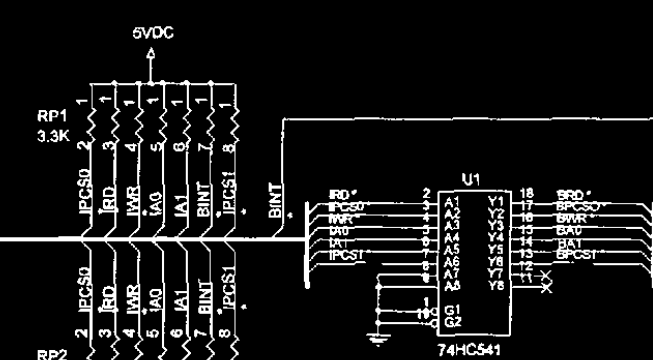 5VDC
RP1
3.3K
1 1 1 1 1 1 1
2 3 4 5 6 7 8
IPCS0 IRD* IWR* IA0 IA1 BINT* IPCS1* BINT*
U1
IRD* 2 A1 Y1 18 BRD*
IPCS0* 3 A2 Y2 17 BPCS0*
IWR* 4 A3 Y3 16 BWR*
IA0 5 A4 Y4 15 BA0
IA1 6 A5 Y5 14 BA1
IPCS1* 7 A6 Y6 13 BPCS1*
8 A7 Y7 12
9 A8 Y8 11
1 G1
19 G2
74HC541
IPCS0 IRD* IWR* IA0 IA1 BINT* IPCS1*
2 3 4 5 6 7 8
RP2